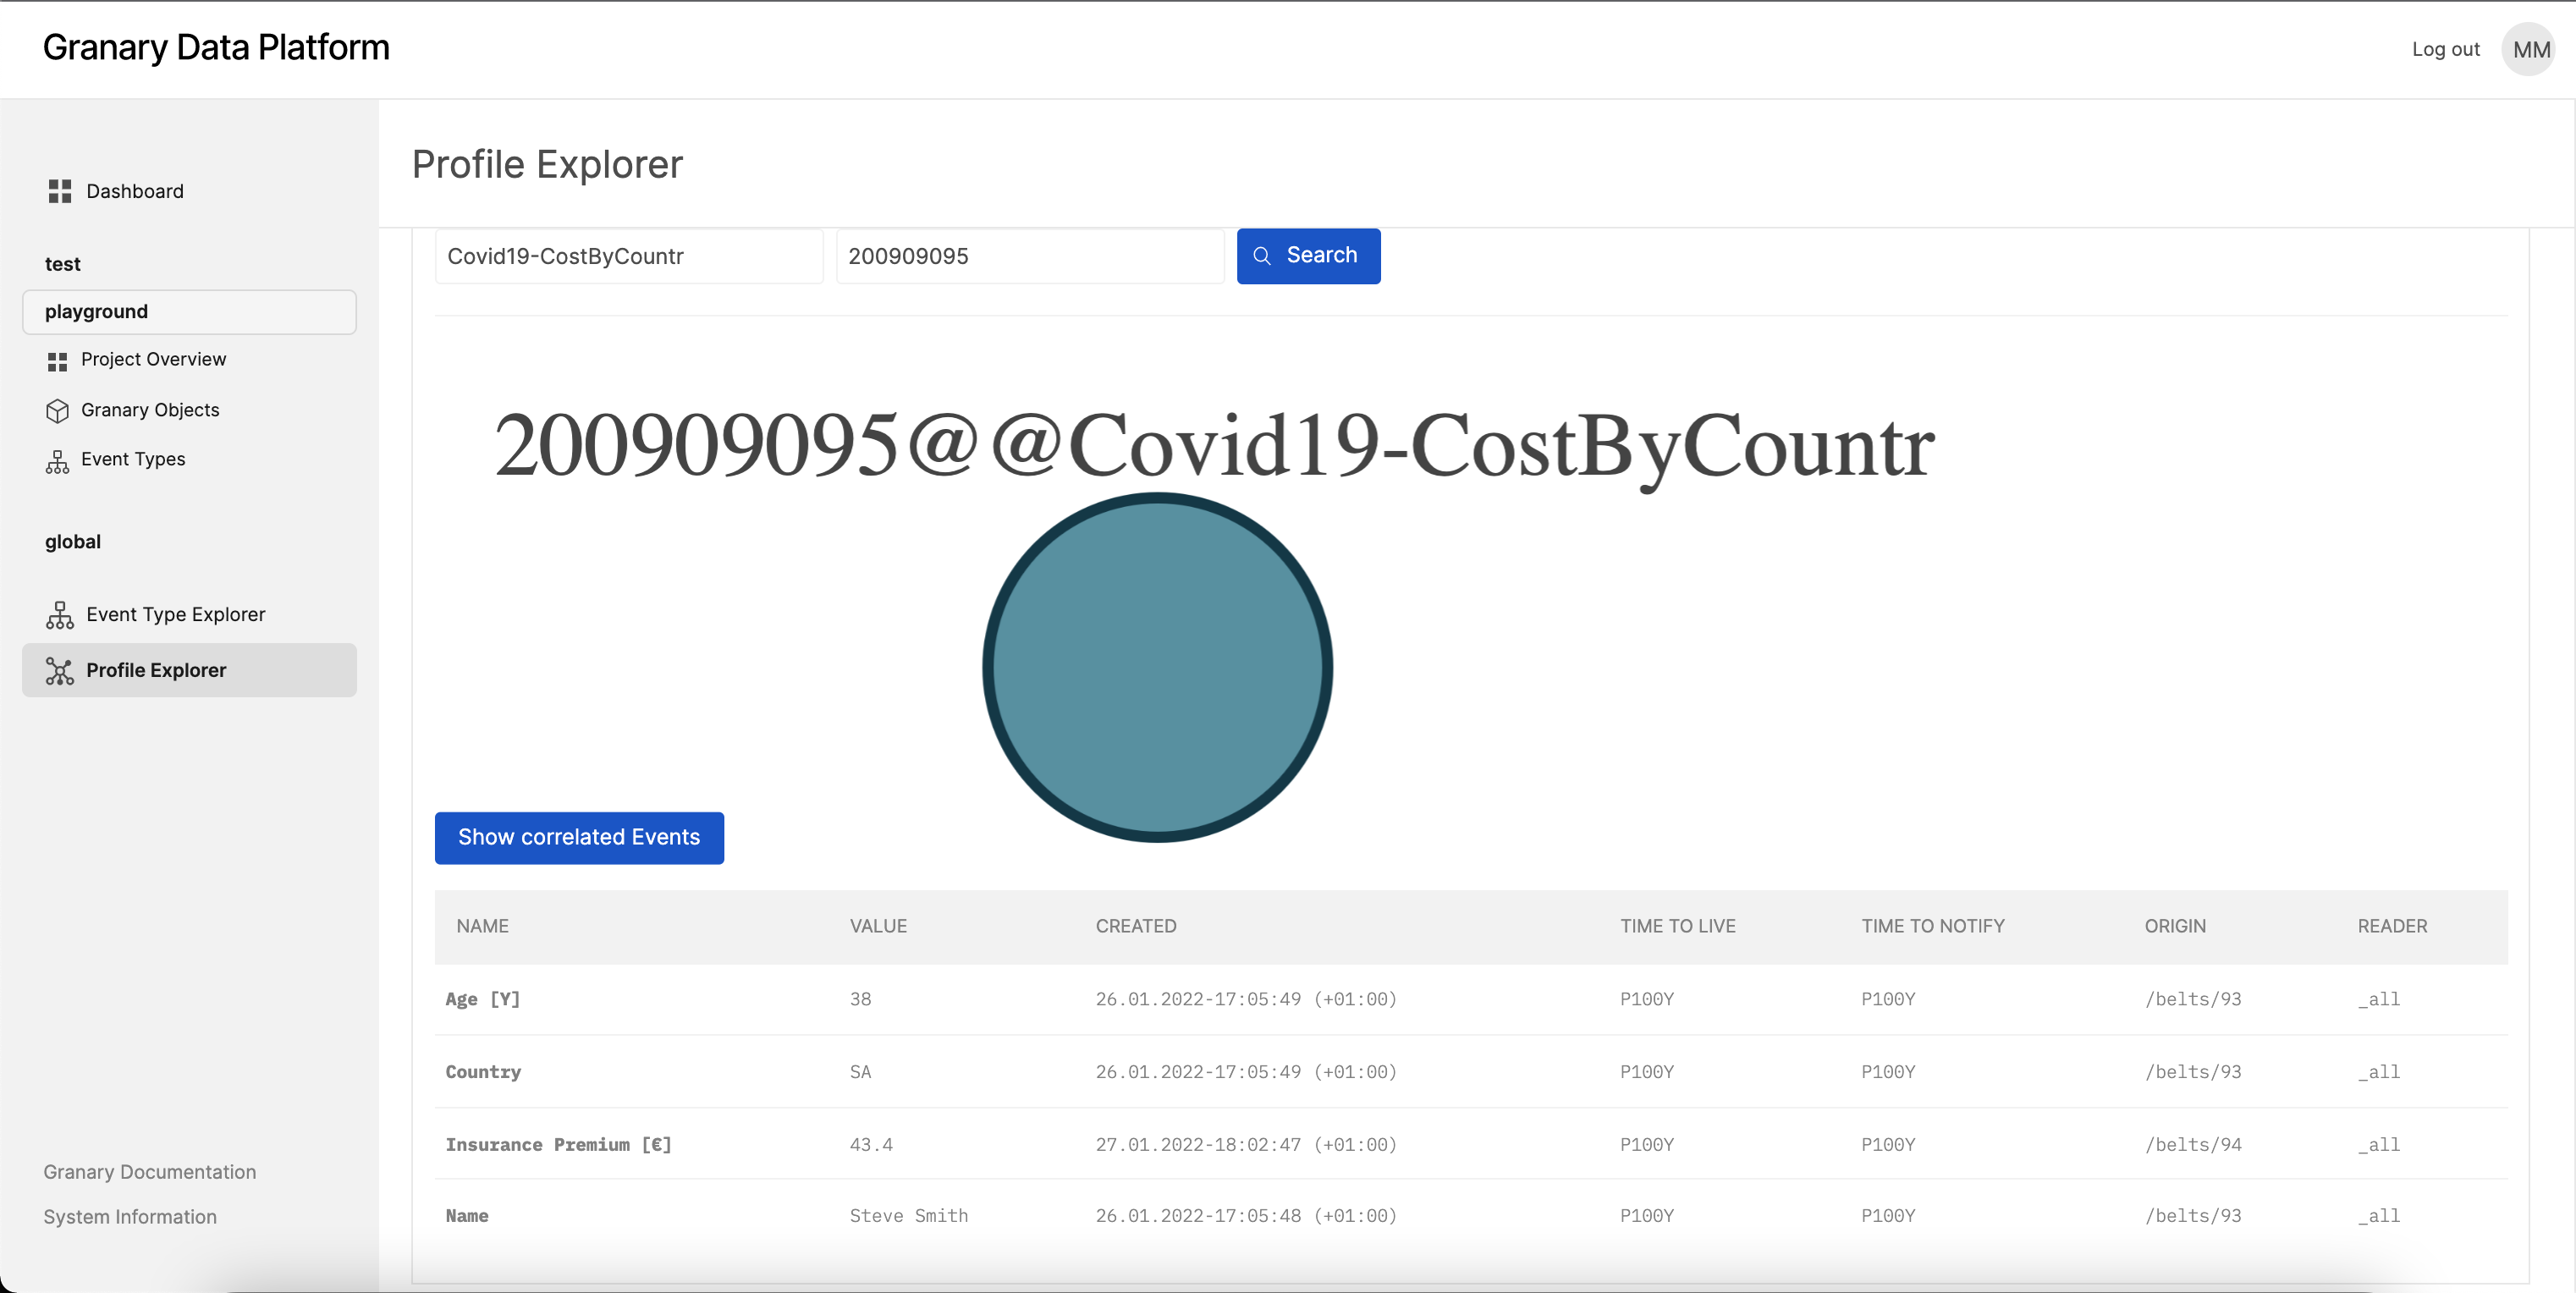 Granary Data Platform
Log out MM
Dashboard
test
playground
Project Overview
Granary Objects
Event Types
global
Event Type Explorer
Profile Explorer
Granary Documentation
System Information
Profile Explorer
Covid19-CostByCountr 200909095 Search
200909095@@Covid19-CostByCountr
Show correlated Events
NAME VALUE CREATED TIME TO LIVE TIME TO NOTIFY ORIGIN READER
Age [Y] 38 26.01.2022-17:05:49 (+01:00) P100Y P100Y /belts/93 _all
Country SA 26.01.2022-17:05:49 (+01:00) P100Y P100Y /belts/93 _all
Insurance Premium [€] 43.4 27.01.2022-18:02:47 (+01:00) P100Y P100Y /belts/94 _all
Name Steve Smith 26.01.2022-17:05:48 (+01:00) P100Y P100Y /belts/93 _all